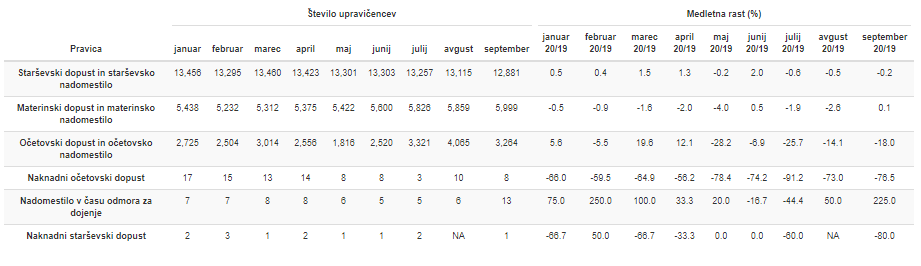 Število upravičencev Medletna rast (%)
januar februar marec april maj junij julij avgust september
Pravica januar februar marec april maj junij julij avgust september 20/19 20/19 20/19 20/19 20/19 20/19 20/19 20/19 20/19
Starševski dopust in starševsko nadomestilo 13,456 13,295 13,460 13,423 13,301 13,303 13,257 13,115 12,881 0.5 0.4 1.5 1.3 -0.2 2.0 -0.6 -0.5 -0.2
Materinski dopust in materinsko nadomestilo 5,438 5,232 5,312 5,375 5,422 5,600 5,826 5,859 5,999 -0.5 -0.9 -1.6 -2.0 -4.0 0.5 -1.9 -2.6 0.1
Očetovski dopust in očetovsko nadomestilo 2,725 2,504 3,014 2,556 1,816 2,520 3,321 4,065 3,264 5.6 -5.5 19.6 12.1 -28.2 -6.9 -25.7 -14.1 -18.0
Naknadni očetovski dopust 17 15 13 14 8 8 3 10 8 -66.0 -59.5 -64.9 -56.2 -78.4 -74.2 -91.2 -73.0 -76.5
Nadomestilo v času odmora za dojenje 7 7 8 8 6 5 5 6 13 75.0 250.0 100.0 33.3 20.0 -16.7 -44.4 50.0 225.0
Naknadni starševski dopust 2 3 1 2 1 1 2 NA 1 -66.7 50.0 -66.7 -33.3 0.0 0.0 -60.0 NA -80.0